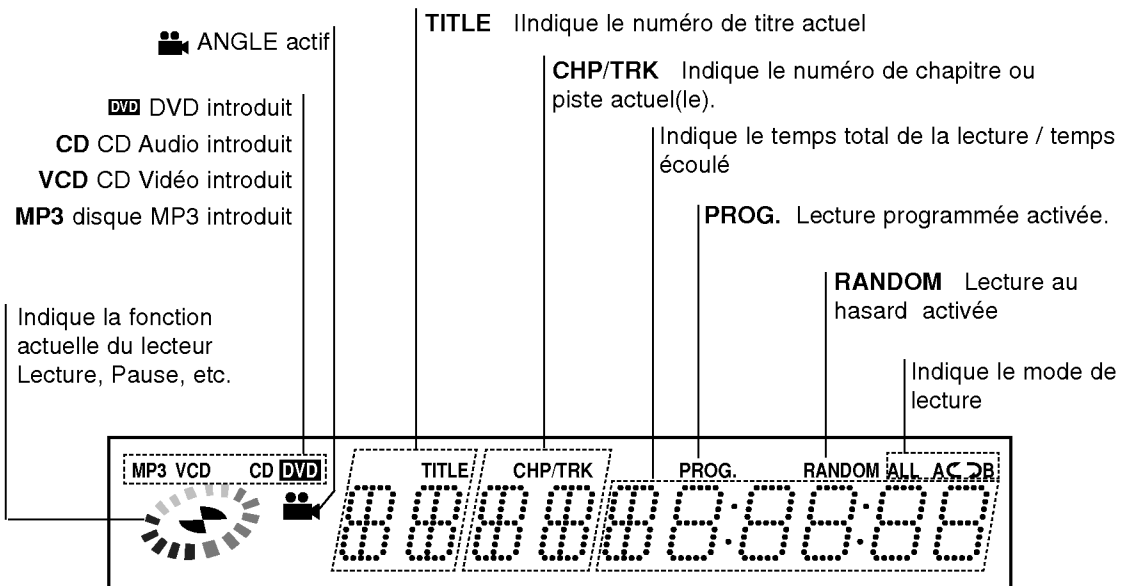 TITLE IIndique le numéro de titre actuel
ANGLE actif
CHP/TRK Indique le numéro de chapitre ou
piste actuel(le).
DVD DVD introduit
CD CD Audio introduit
VCD CD Vidéo introduit
MP3 disque MP3 introduit
Indique le temps total de la lecture / temps
écoulé
PROG. Lecture programmée activée.
RANDOM Lecture au
hasard activée
Indique la fonction
actuelle du lecteur
Lecture, Pause, etc.
Indique le mode de
lecture
MP3 VCD CD DVD TITLE CHP/TRK PROG. RANDOM ALL A B